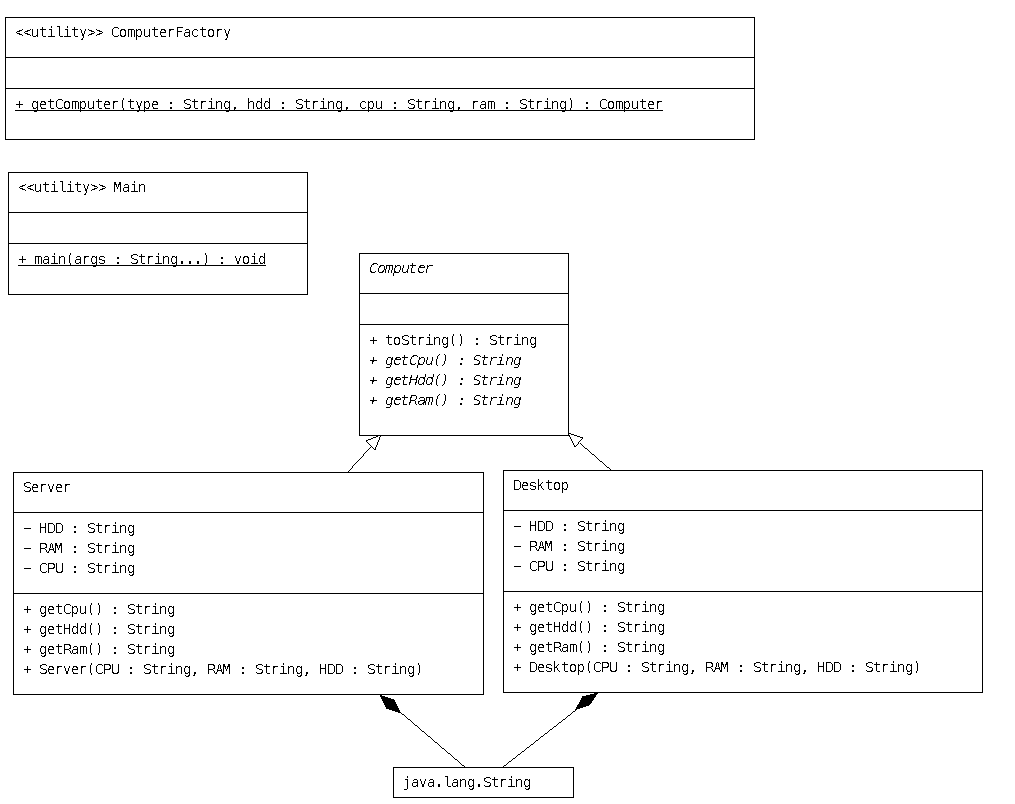 <<utility>> ComputerFactory
+ getComputer(type : String, hdd : String, cpu : String, ram : String) : Computer
<<utility>> Main
+ main(args : String...) : void
Computer
+ toString() : String
+ getCpu() : String
+ getHdd() : String
+ getRam() : String
Server
- HDD : String
- RAM : String
- CPU : String
+ getCpu() : String
+ getHdd() : String
+ getRam() : String
+ Server(CPU : String, RAM : String, HDD : String)
Desktop
- HDD : String
- RAM : String
- CPU : String
+ getCpu() : String
+ getHdd() : String
+ getRam() : String
+ Desktop(CPU : String, RAM : String, HDD : String)
java.lang.String